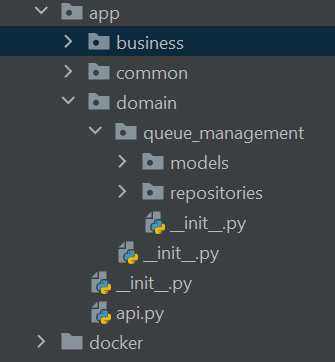 app
business
common
domain
queue_management
models
repositories
__init__.py
__init__.py
__init__.py
api.py
docker